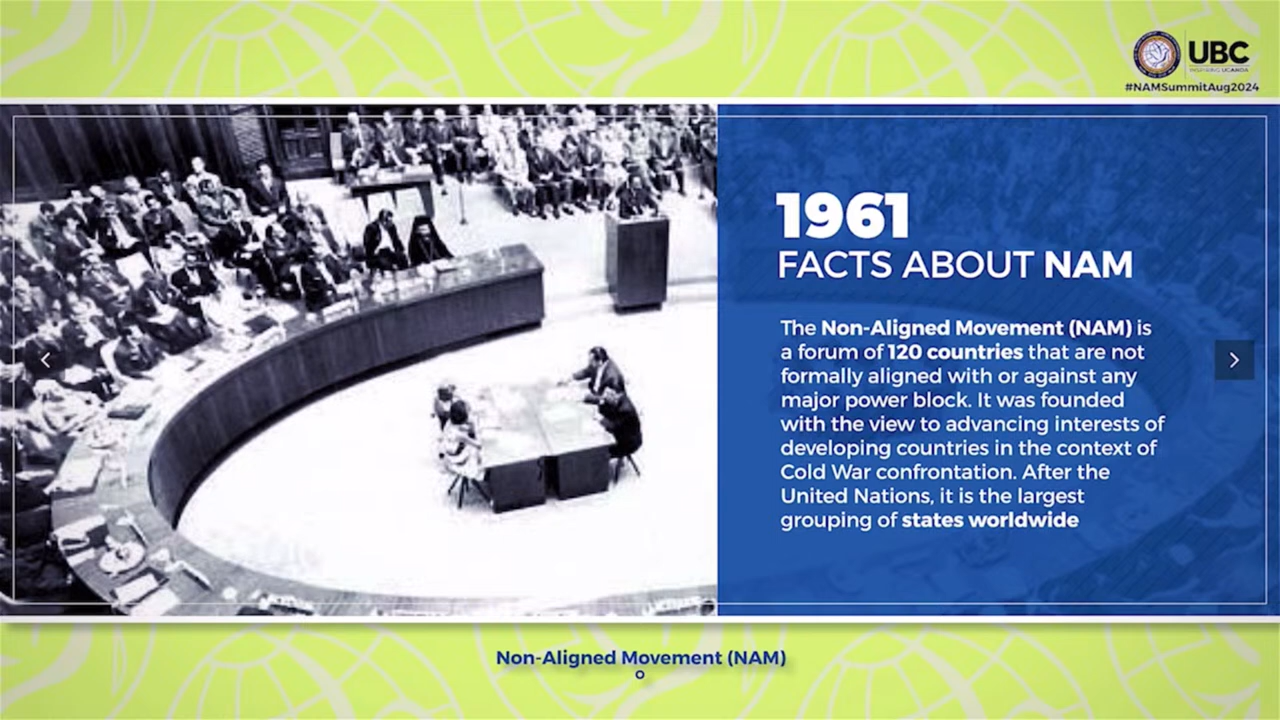 UBC
INSPIRING UGANDA
#NAMSummitAug2024
1961
FACTS ABOUT NAM
The Non-Aligned Movement (NAM) is
a forum of 120 countries that are not
formally aligned with or against any
major power block. It was founded
with the view to advancing interests of
developing countries in the context of
Cold War confrontation. After the
United Nations, it is the largest
grouping of states worldwide
Non-Aligned Movement (NAM)